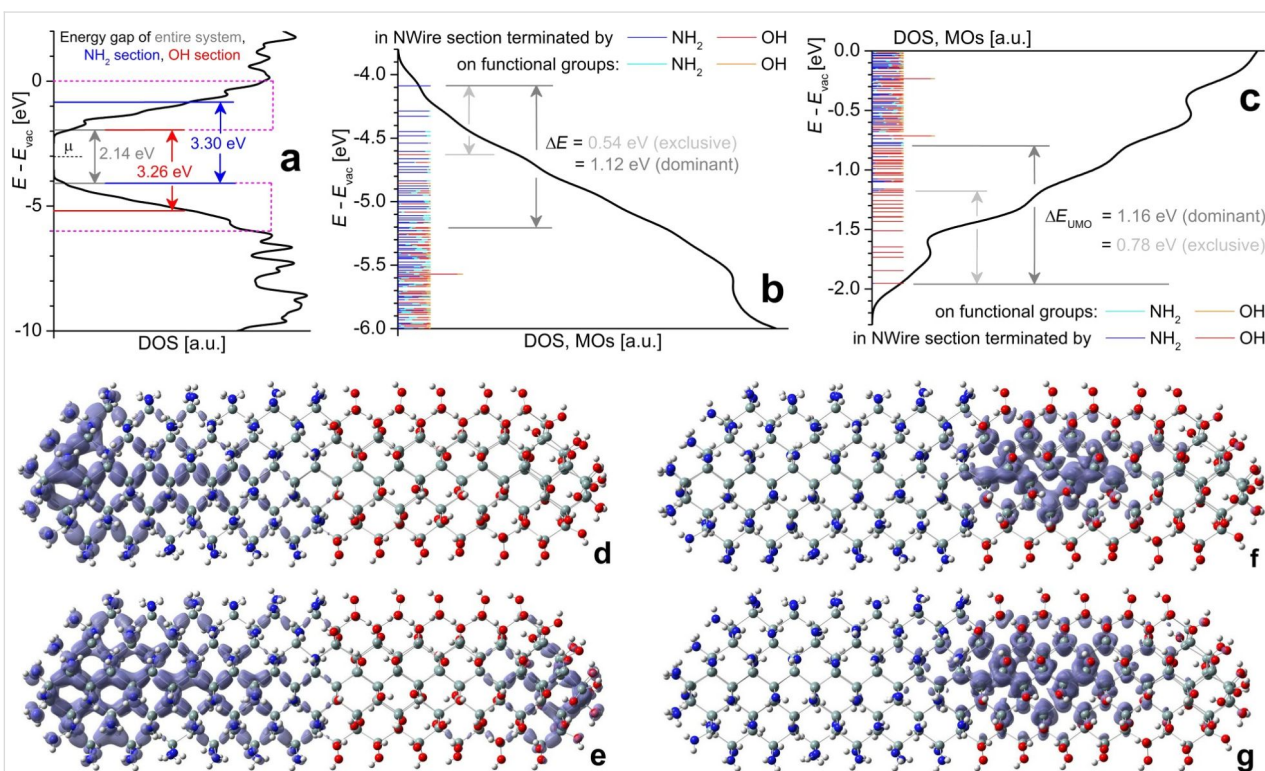 Energy gap of entire system,
NH₂ section, OH section
0
-5
-10
E - Evac [eV]
μ
2.14 eV
3.26 eV
3.30 eV
a
DOS [a.u.]
in NWire section terminated by NH₂ OH
on functional groups: NH₂ OH
-4.0
-4.5
-5.0
-5.5
-6.0
E - Evac [eV]
ΔE = 0.54 eV (exclusive)
= 1.12 eV (dominant)
b
DOS, MOs [a.u.]
DOS, MOs [a.u.]
0.0
-0.5
-1.0
-1.5
-2.0
E - Evac [eV]
c
ΔEUMO = 1.16 eV (dominant)
= 0.78 eV (exclusive)
on functional groups: NH₂ OH
in NWire section terminated by NH₂ OH
d
f
e
g